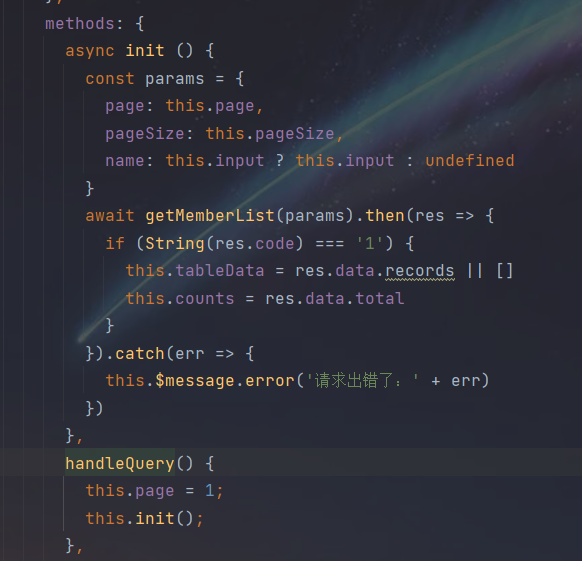 },
methods: {
async init () {
const params = {
page: this.page,
pageSize: this.pageSize,
name: this.input ? this.input : undefined
}
await getMemberList(params).then(res => {
if (String(res.code) === '1') {
this.tableData = res.data.records || []
this.counts = res.data.total
}
}).catch(err => {
this.$message.error('请求出错了：' + err)
})
},
handleQuery() {
this.page = 1;
this.init();
},